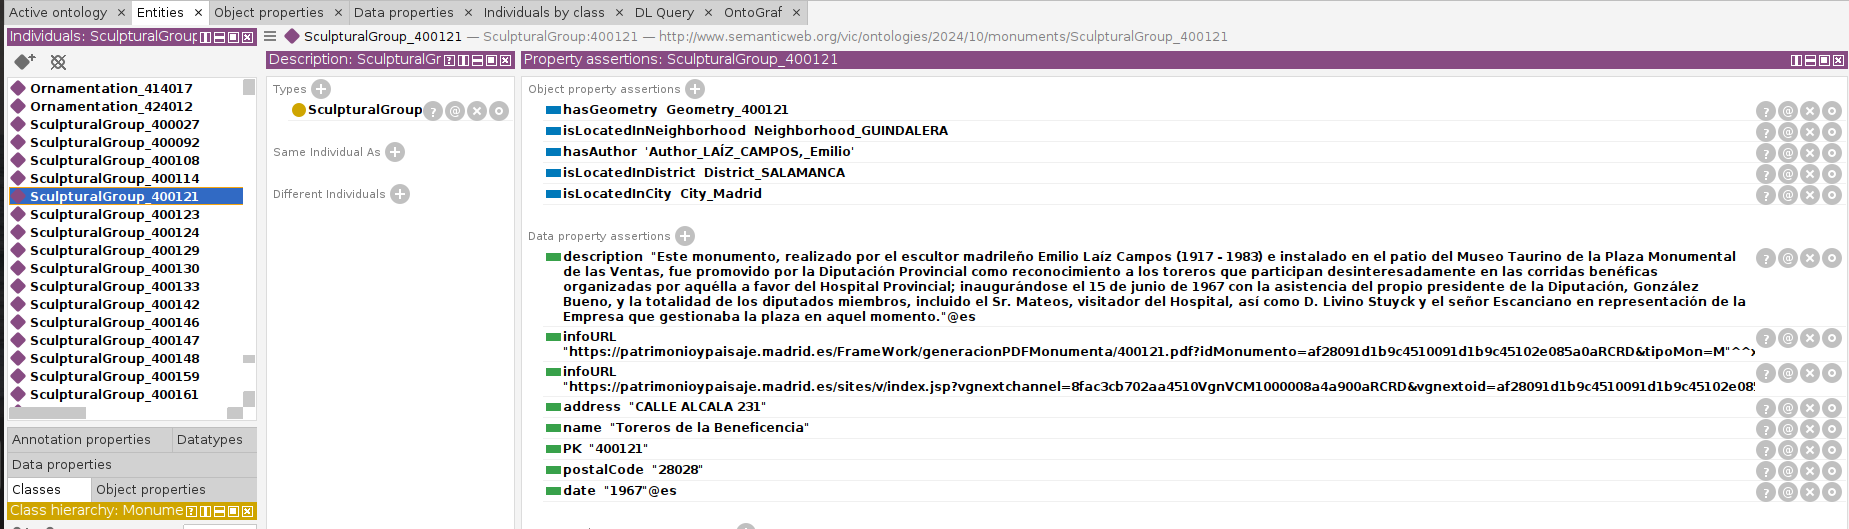 Active ontology × Entities × Object properties × Data properties × Individuals by class × DL Query × OntoGraf ×
Individuals: SculpturalGroup
Ornamentation_414017
Ornamentation_424012
SculpturalGroup_400027
SculpturalGroup_400092
SculpturalGroup_400108
SculpturalGroup_400114
SculpturalGroup_400121
SculpturalGroup_400123
SculpturalGroup_400124
SculpturalGroup_400129
SculpturalGroup_400130
SculpturalGroup_400133
SculpturalGroup_400142
SculpturalGroup_400146
SculpturalGroup_400147
SculpturalGroup_400148
SculpturalGroup_400159
SculpturalGroup_400161
Annotation properties Datatypes
Data properties
Classes Object properties
Class hierarchy: Monume
SculpturalGroup_400121 — SculpturalGroup:400121 — http://www.semanticweb.org/vic/ontologies/2024/10/monuments/SculpturalGroup_400121
Description: SculpturalGr
Types
SculpturalGroup
Same Individual As
Different Individuals
Property assertions: SculpturalGroup_400121
Object property assertions
hasGeometry Geometry_400121
isLocatedInNeighborhood Neighborhood_GUINDALERA
hasAuthor 'Author_LAÍZ_CAMPOS,_Emilio'
isLocatedInDistrict District_SALAMANCA
isLocatedInCity City_Madrid
Data property assertions
description "Este monumento, realizado por el escultor madrileño Emilio Laíz Campos (1917 - 1983) e instalado en el patio del Museo Taurino de la Plaza Monumental
de las Ventas, fue promovido por la Diputación Provincial como reconocimiento a los toreros que participan desinteresadamente en las corridas benéficas
organizadas por aquélla a favor del Hospital Provincial; inaugurándose el 15 de junio de 1967 con la asistencia del propio presidente de la Diputación, González
Bueno, y la totalidad de los diputados miembros, incluido el Sr. Mateos, visitador del Hospital, así como D. Livino Stuyck y el señor Escanciano en representación de la
Empresa que gestionaba la plaza en aquel momento."@es
infoURL
"https://patrimonioypaisaje.madrid.es/FrameWork/generacionPDFMonumenta/400121.pdf?idMonumento=af28091d1b9c4510091d1b9c45102e085a0aRCRD&tipoMon=M"^^x
infoURL
"https://patrimonioypaisaje.madrid.es/sites/v/index.jsp?vgnextchannel=8fac3cb702aa4510VgnVCM1000008a4a900aRCRD&vgnextoid=af28091d1b9c4510091d1b9c45102e08
address "CALLE ALCALA 231"
name "Toreros de la Beneficencia"
PK "400121"
postalCode "28028"
date "1967"@es